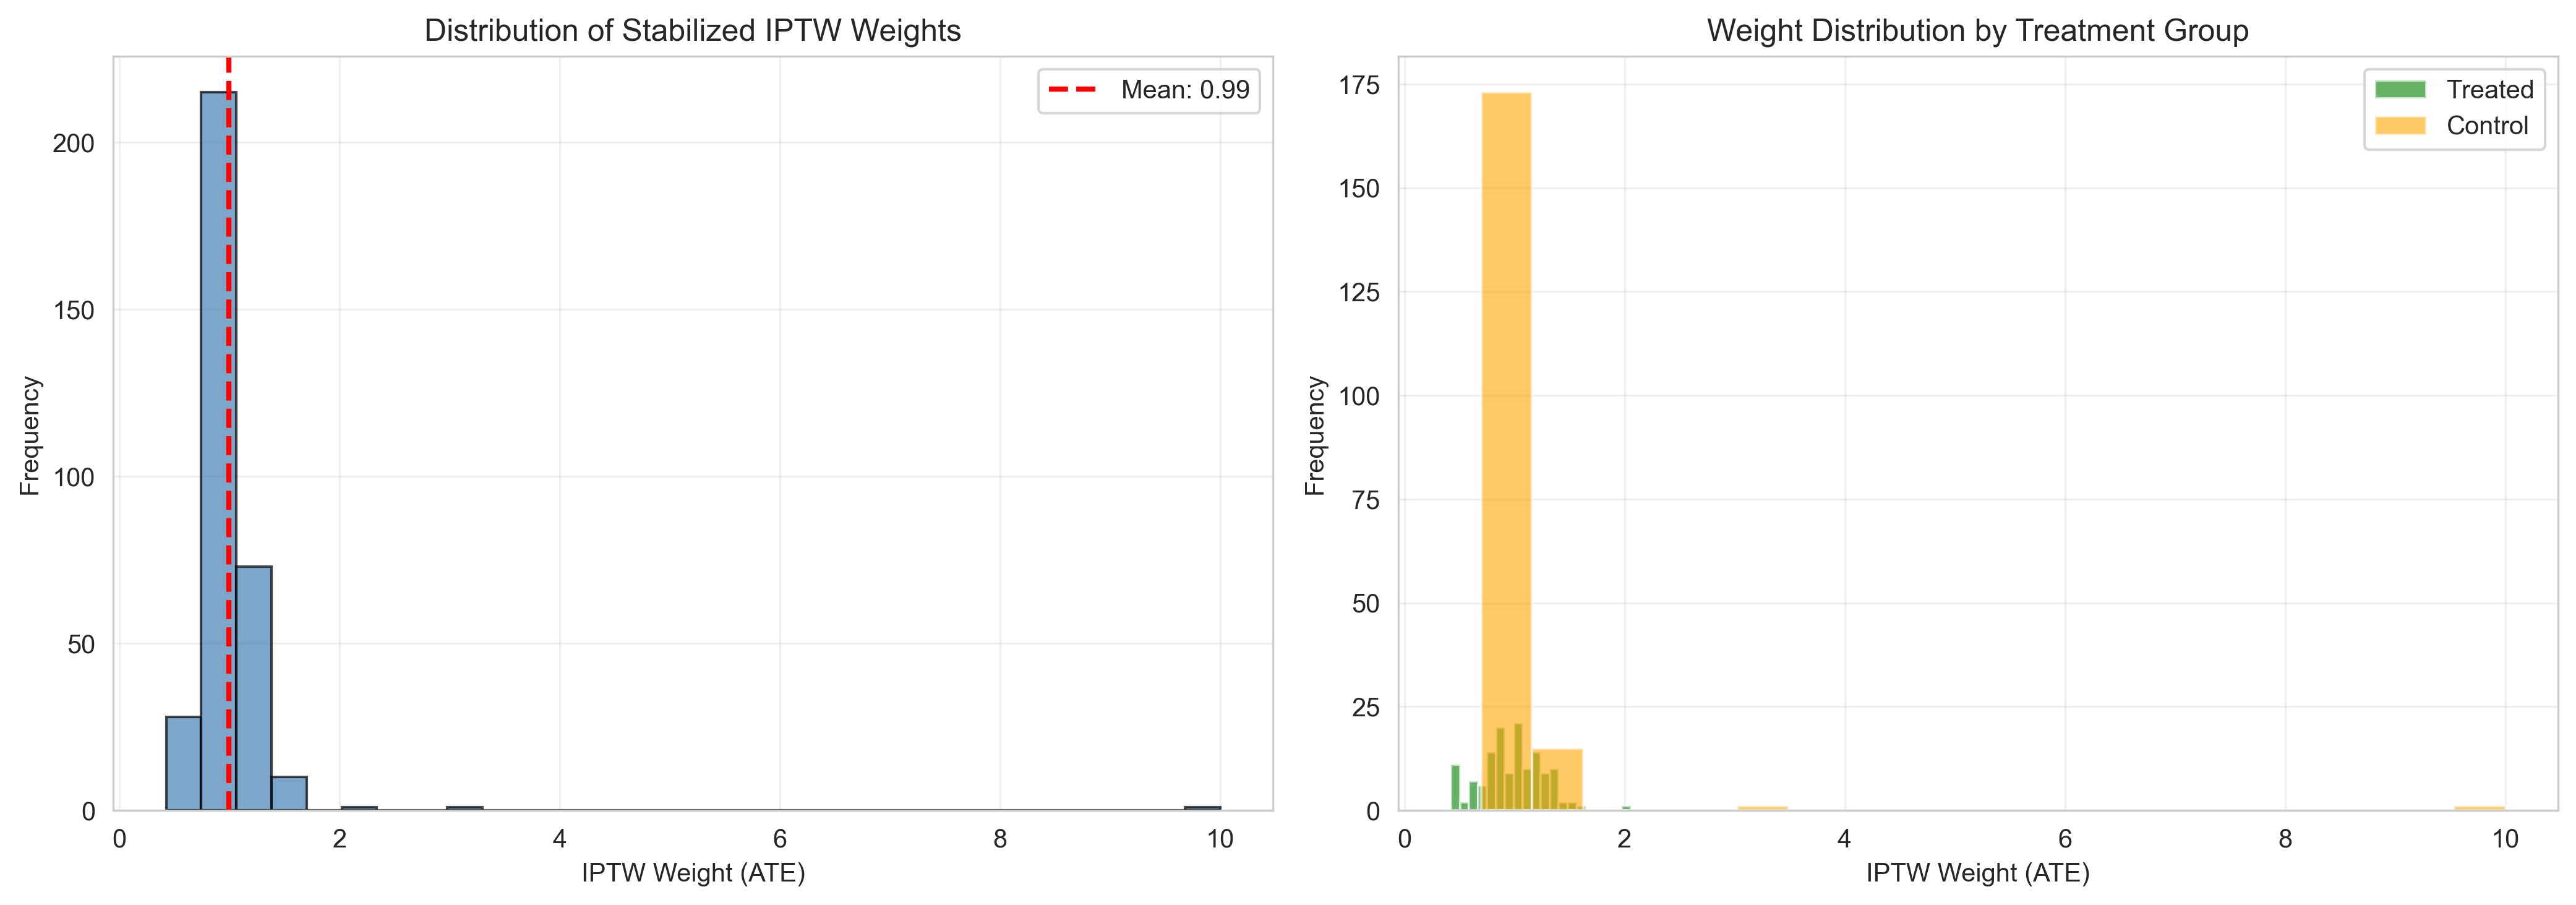 Distribution of Stabilized IPTW Weights
Mean: 0.99
Frequency
200
150
100
50
0
0 2 4 6 8 10
IPTW Weight (ATE)
Weight Distribution by Treatment Group
Treated
Control
Frequency
175
150
125
100
75
50
25
0
0 2 4 6 8 10
IPTW Weight (ATE)